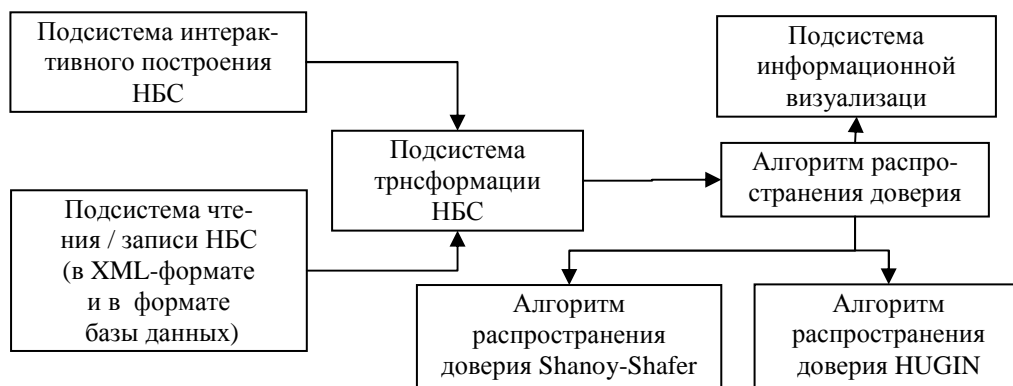 Подсистема интерак-
тивного построения
НБС
Подсистема
информационной
визуализаци
Подсистема
трнсформации
НБС
Алгоритм распро-
странения доверия
Подсистема чте-
ния / записи НБС
(в XML-формате
и в формате
базы данных)
Алгоритм
распространения
доверия Shanoy-Shafer
Алгоритм
распространения
доверия HUGIN